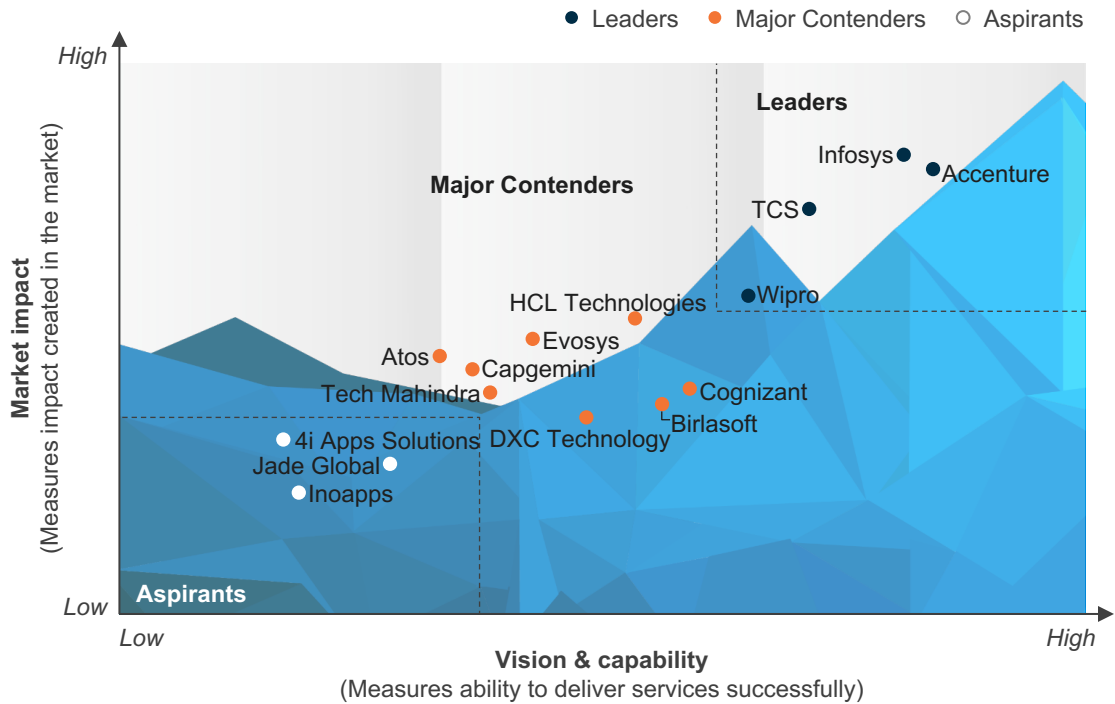 Leaders
Major Contenders
Aspirants
High
Leaders
Infosys
Accenture
Major Contenders
TCS
Wipro
HCL Technologies
Evosys
Atos
Capgemini
Tech Mahindra
Cognizant
Birlasoft
DXC Technology
4i Apps Solutions
Jade Global
Inoapps
Aspirants
Market impact
(Measures impact created in the market)
Low
Low
High
Vision & capability
(Measures ability to deliver services successfully)